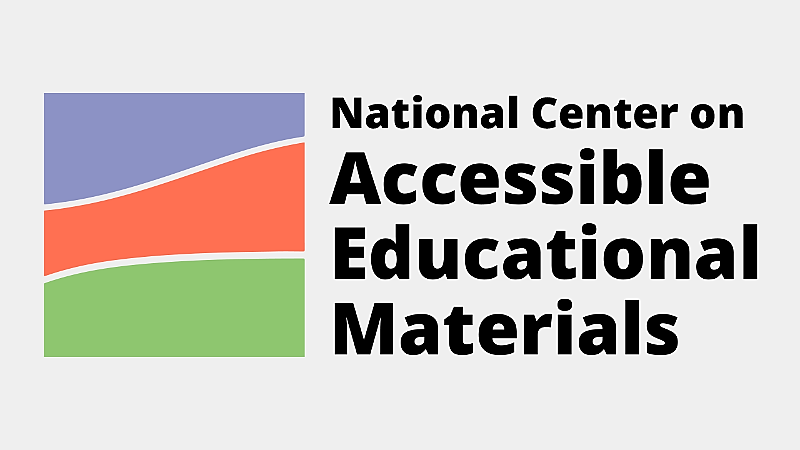 National Center on
Accessible
Educational
Materials